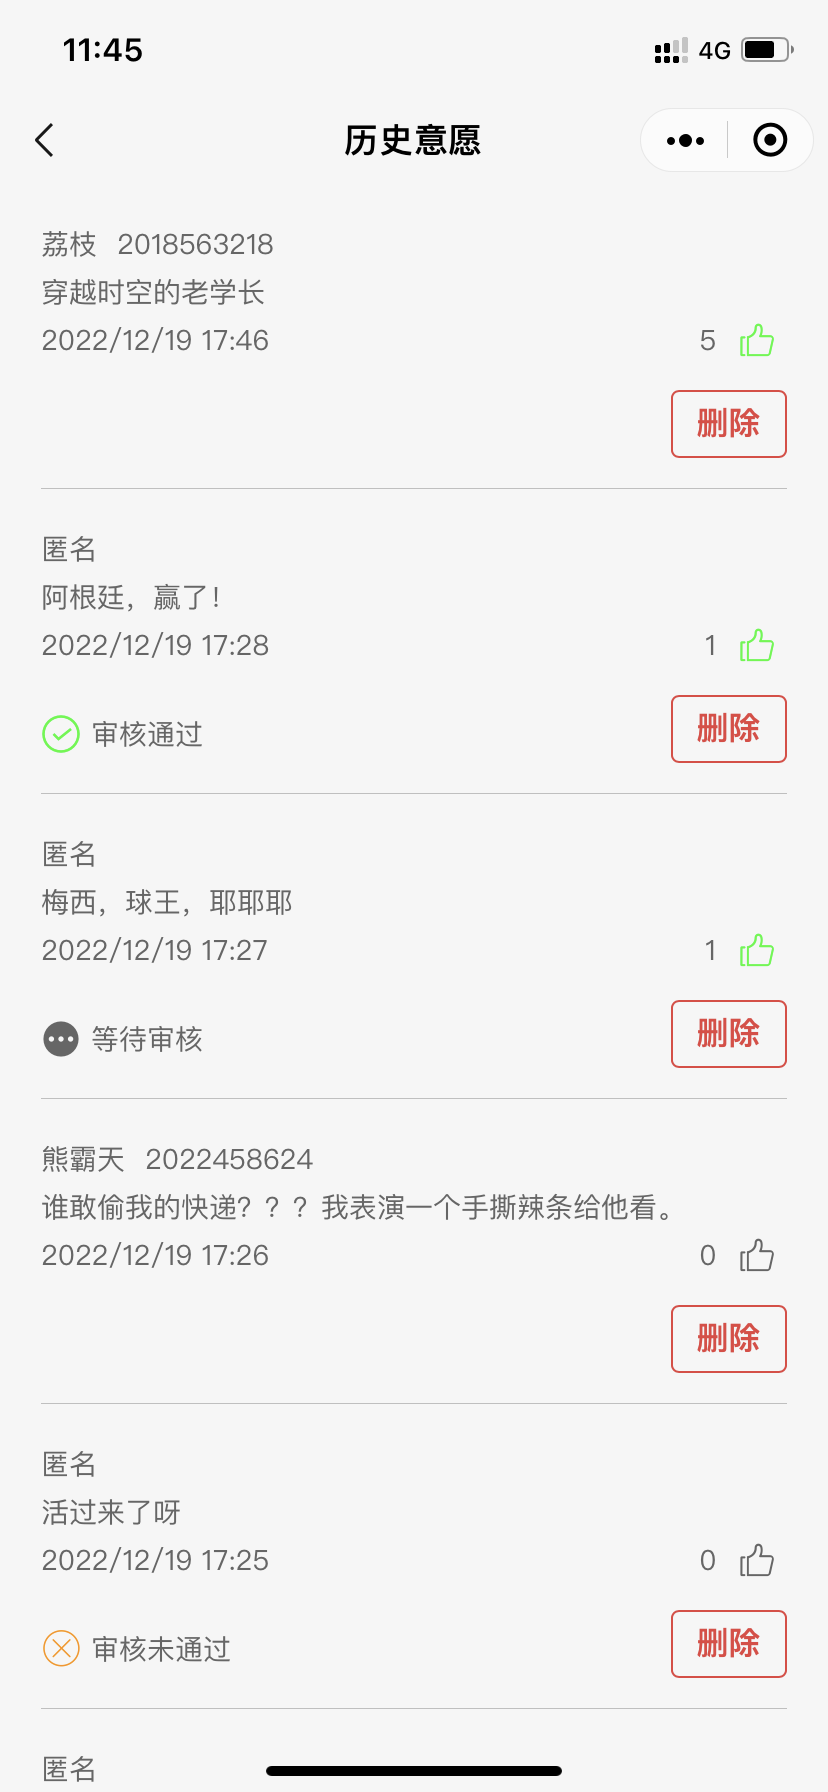 11:45
4G
历史意愿
荔枝 2018563218
穿越时空的老学长
2022/12/19 17:46
5
删除
匿名
阿根廷，赢了！
2022/12/19 17:28
1
审核通过
删除
匿名
梅西，球王，耶耶耶
2022/12/19 17:27
1
等待审核
删除
熊霸天 2022458624
谁敢偷我的快递？？？我表演一个手撕辣条给他看。
2022/12/19 17:26
0
删除
匿名
活过来了呀
2022/12/19 17:25
0
审核未通过
删除
匿名